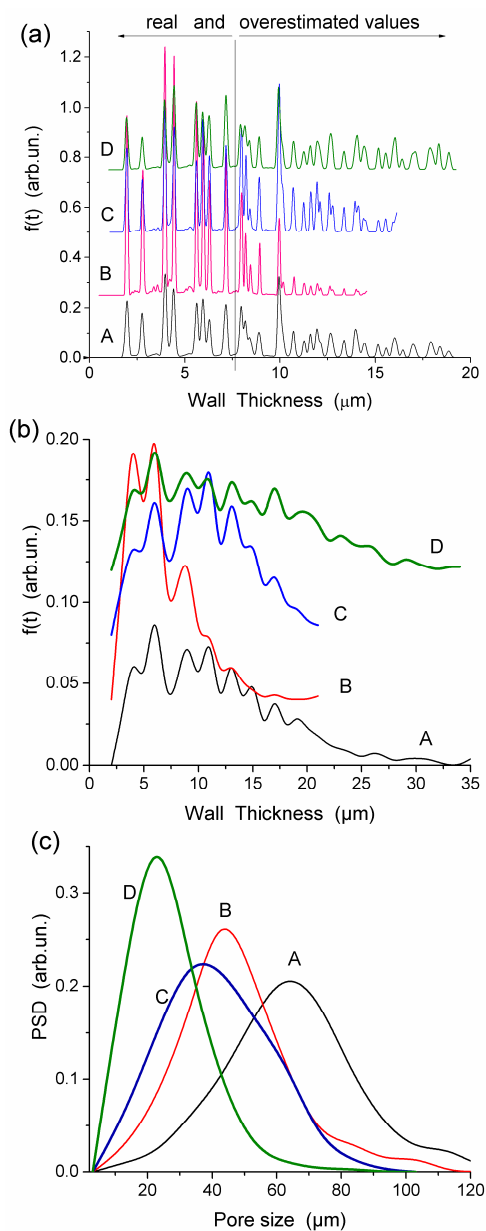 (a)
real and overestimated values
1.2
1.0
0.8
0.6
0.4
0.2
0.0
f(t) (arb.un.)
D
C
B
A
0 5 10 15 20
Wall Thickness (μm)
(b)
0.20
0.15
0.10
0.05
0.00
f(t) (arb.un.)
D
C
B
A
0 5 10 15 20 25 30 35
Wall Thickness (µm)
(c)
0.3
0.2
0.1
0.0
PSD (arb.un.)
D
B
A
C
20 40 60 80 100 120
Pore size (µm)